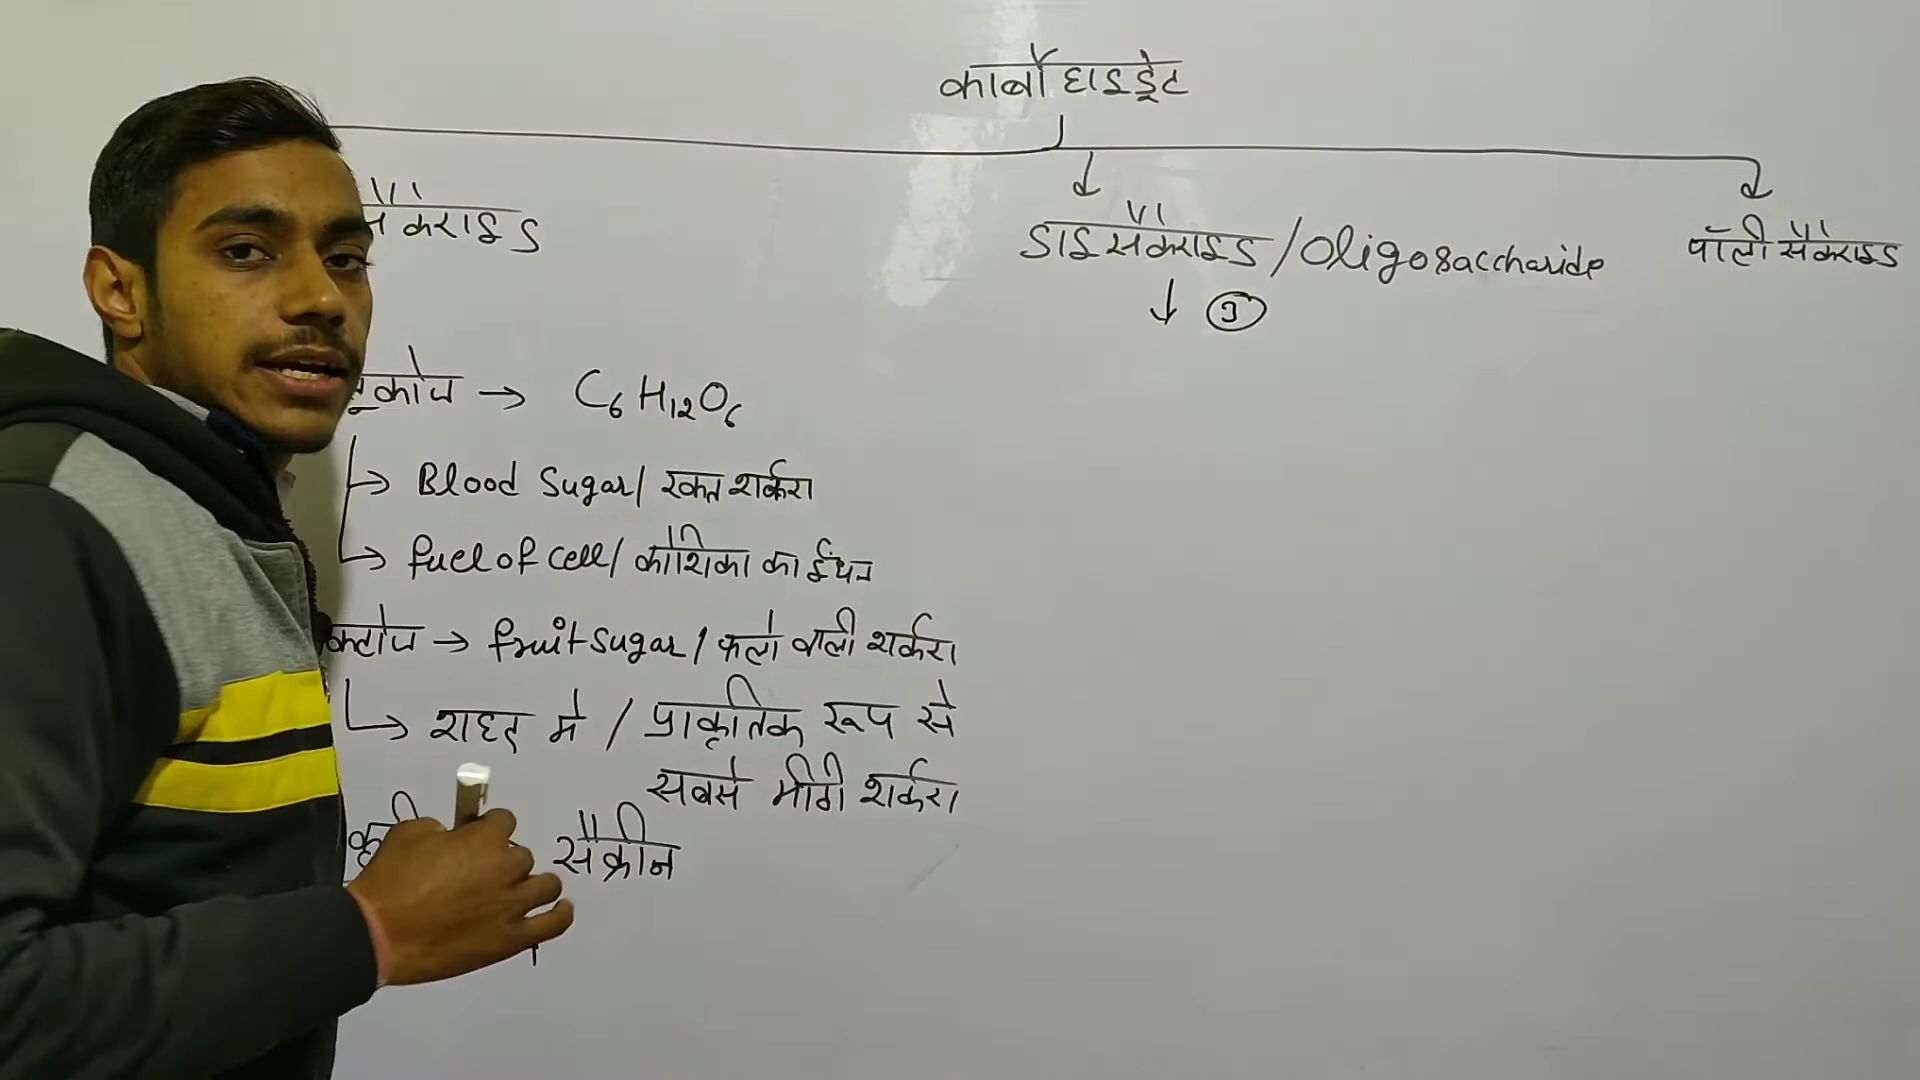 कार्बोहाइड्रेट
सैकराइड
डाइसैकराइड / Oligosaccharide
पॉली सैकराइड
3
कोज → C6H12O6
Blood Sugar / रक्त शर्करा
fuel of cell / कोशिका का ईंधन
क्टोज → fruit sugar / फलो वाली शर्करा
शहद मे / प्राकृतिक रूप से
सबसे मीठी शर्करा
सैक्रीन